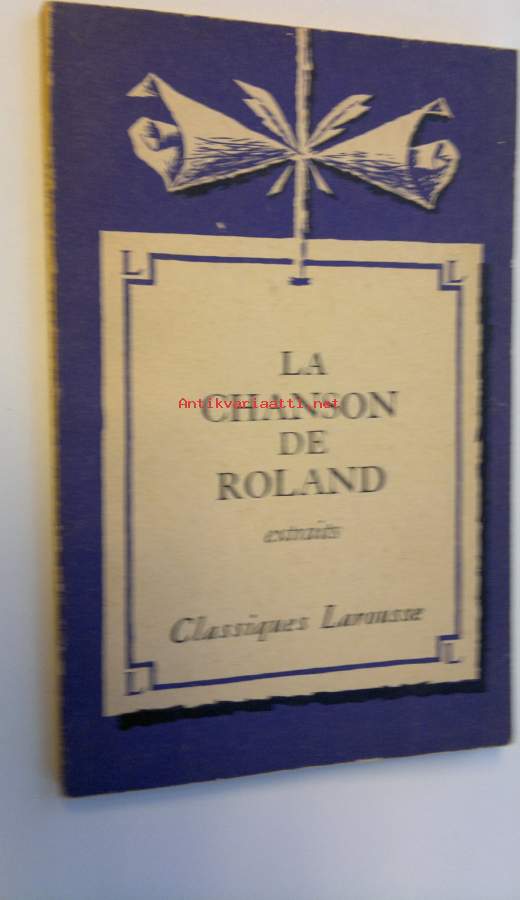 L L
LA
CHANSON
Antikvariaatti.net
DE
ROLAND
extraits
Classiques Larousse
L L